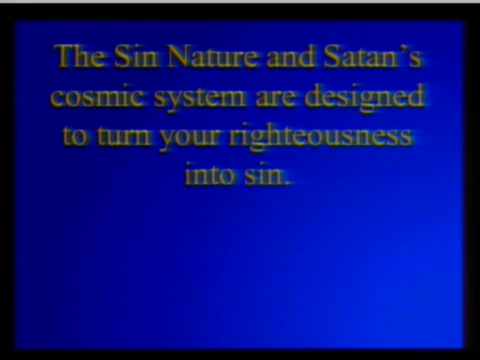 The Sin Nature and Satan's
cosmic system are designed
to turn your righteousness
into sin.